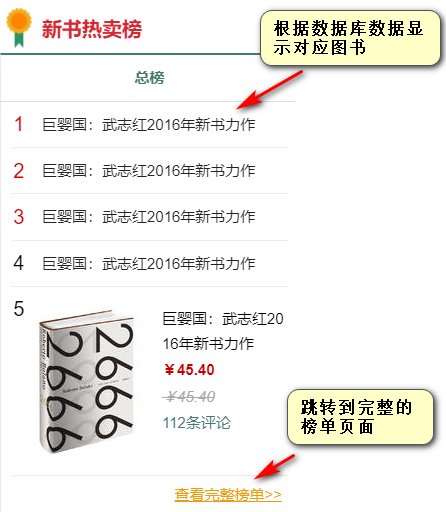 新书热卖榜
根据数据库数据显
示对应图书
总榜
1 巨婴国：武志红2016年新书力作
2 巨婴国：武志红2016年新书力作
3 巨婴国：武志红2016年新书力作
4 巨婴国：武志红2016年新书力作
5
2666
2666
巨婴国：武志红20
16年新书力作
￥45.40
￥45.40
112条评论
跳转到完整的
榜单页面
查看完整榜单>>